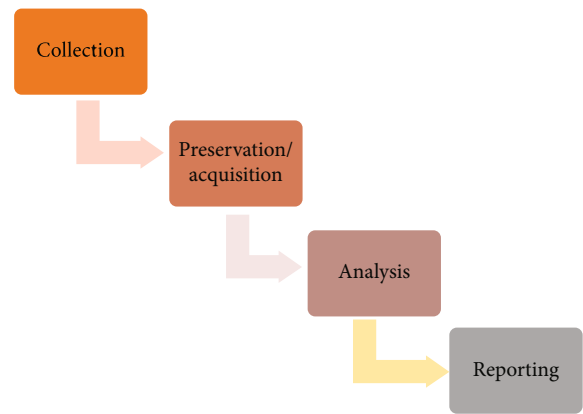 Collection
Preservation/
acquisition
Analysis
Reporting